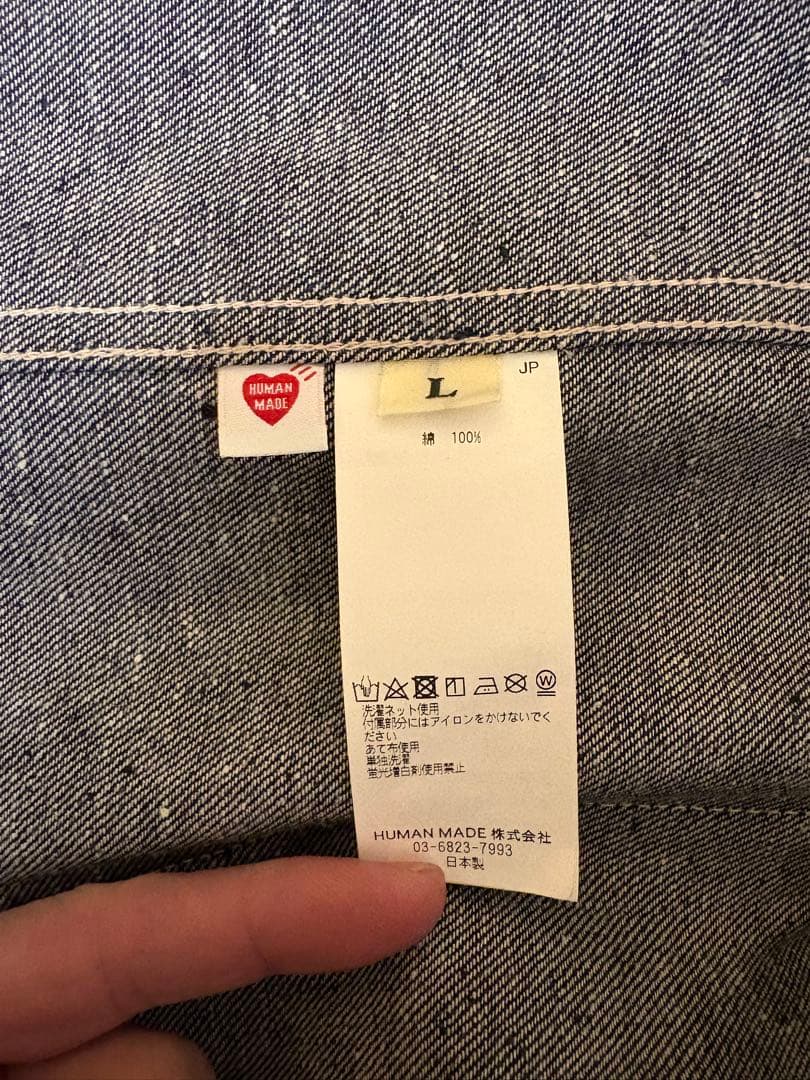 HUMAN
MADE
L
JP
綿 100%
洗濯ネット使用
付属部分にはアイロンをかけないでく
ださい
あて布使用
単独洗濯
蛍光増白剤使用禁止
HUMAN MADE 株式会社
03-6823-7993
日本製